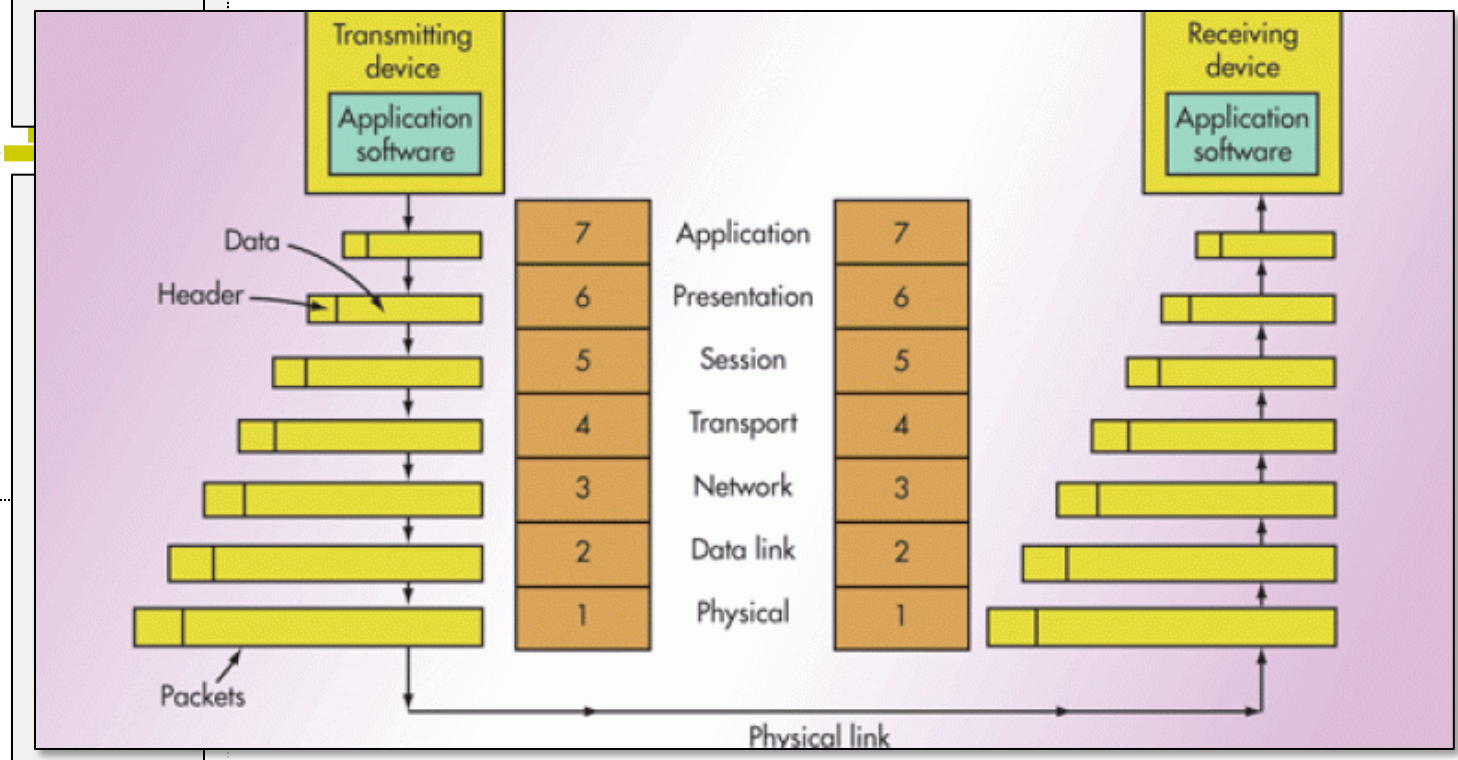 Transmitting
device
Application
software
Receiving
device
Application
software
Data
Header
7 Application 7
6 Presentation 6
5 Session 5
4 Transport 4
3 Network 3
2 Data link 2
1 Physical 1
Packets
Physical link